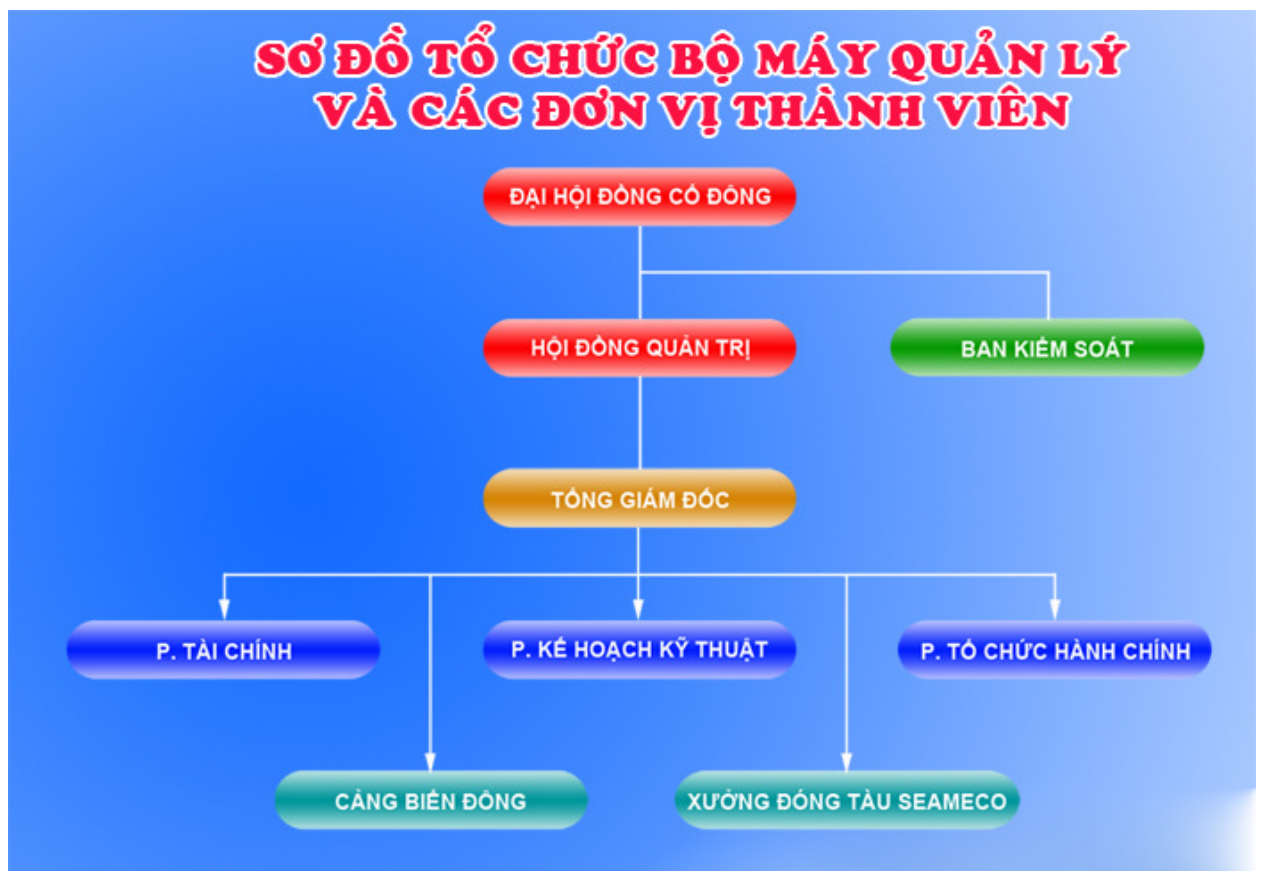 SƠ ĐỒ TỔ CHỨC BỘ MÁY QUẢN LÝ
VÀ CÁC ĐƠN VỊ THÀNH VIÊN
ĐẠI HỘI ĐỒNG CỔ ĐÔNG
HỘI ĐỒNG QUẢN TRỊ
BAN KIỂM SOÁT
TỔNG GIÁM ĐỐC
P. TÀI CHÍNH
P. KẾ HOẠCH KỸ THUẬT
P. TỔ CHỨC HÀNH CHÍNH
CẢNG BIỂN ĐÔNG
XƯỞNG ĐÓNG TÀU SEAMECO